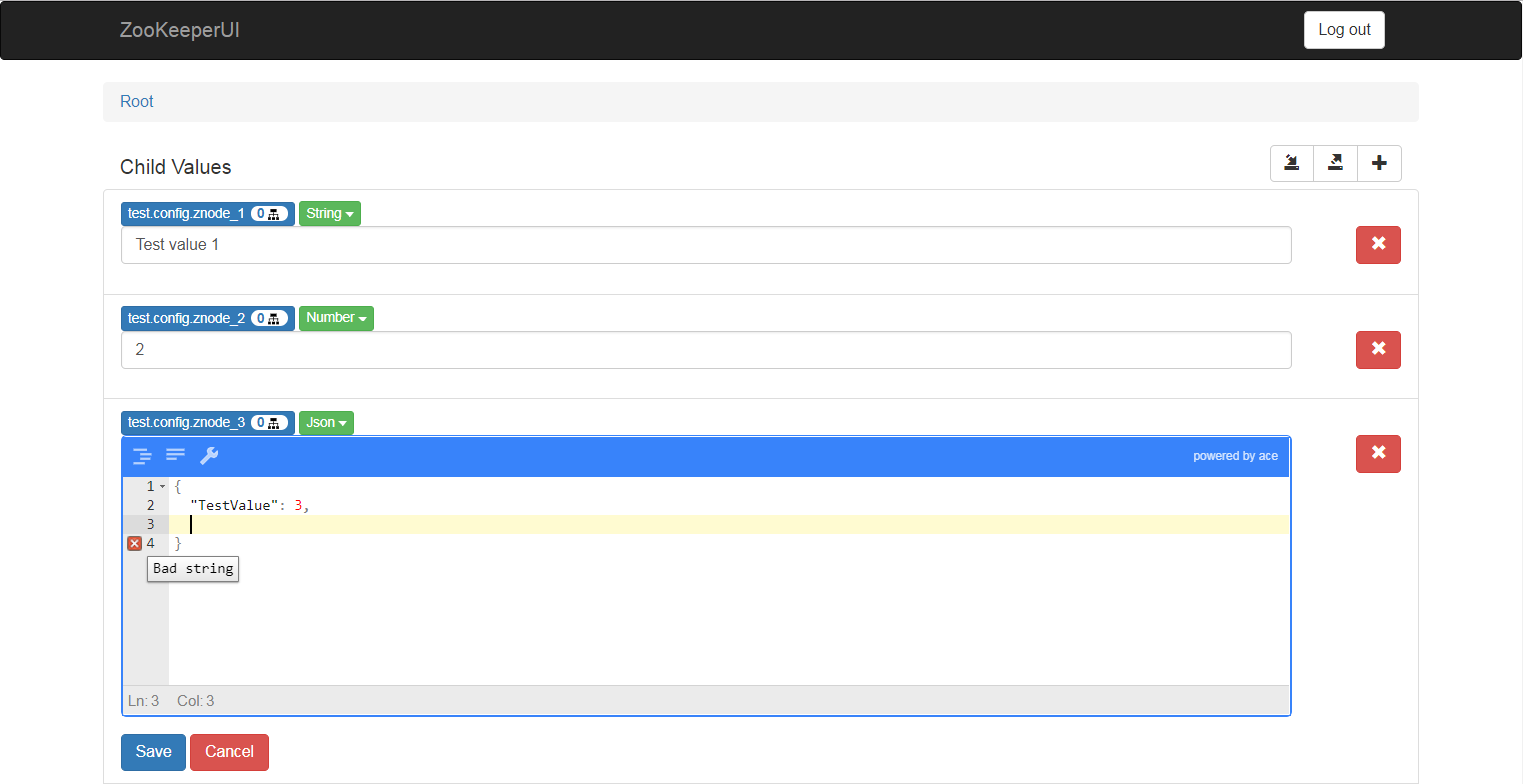 ZooKeeperUI
Log out
Root
Child Values
test.config.znode_1 0 String
Test value 1
test.config.znode_2 0 Number
2
test.config.znode_3 0 Json
powered by ace
1 {
2 "TestValue": 3,
3
4 }
Bad string
Ln: 3 Col: 3
Save Cancel